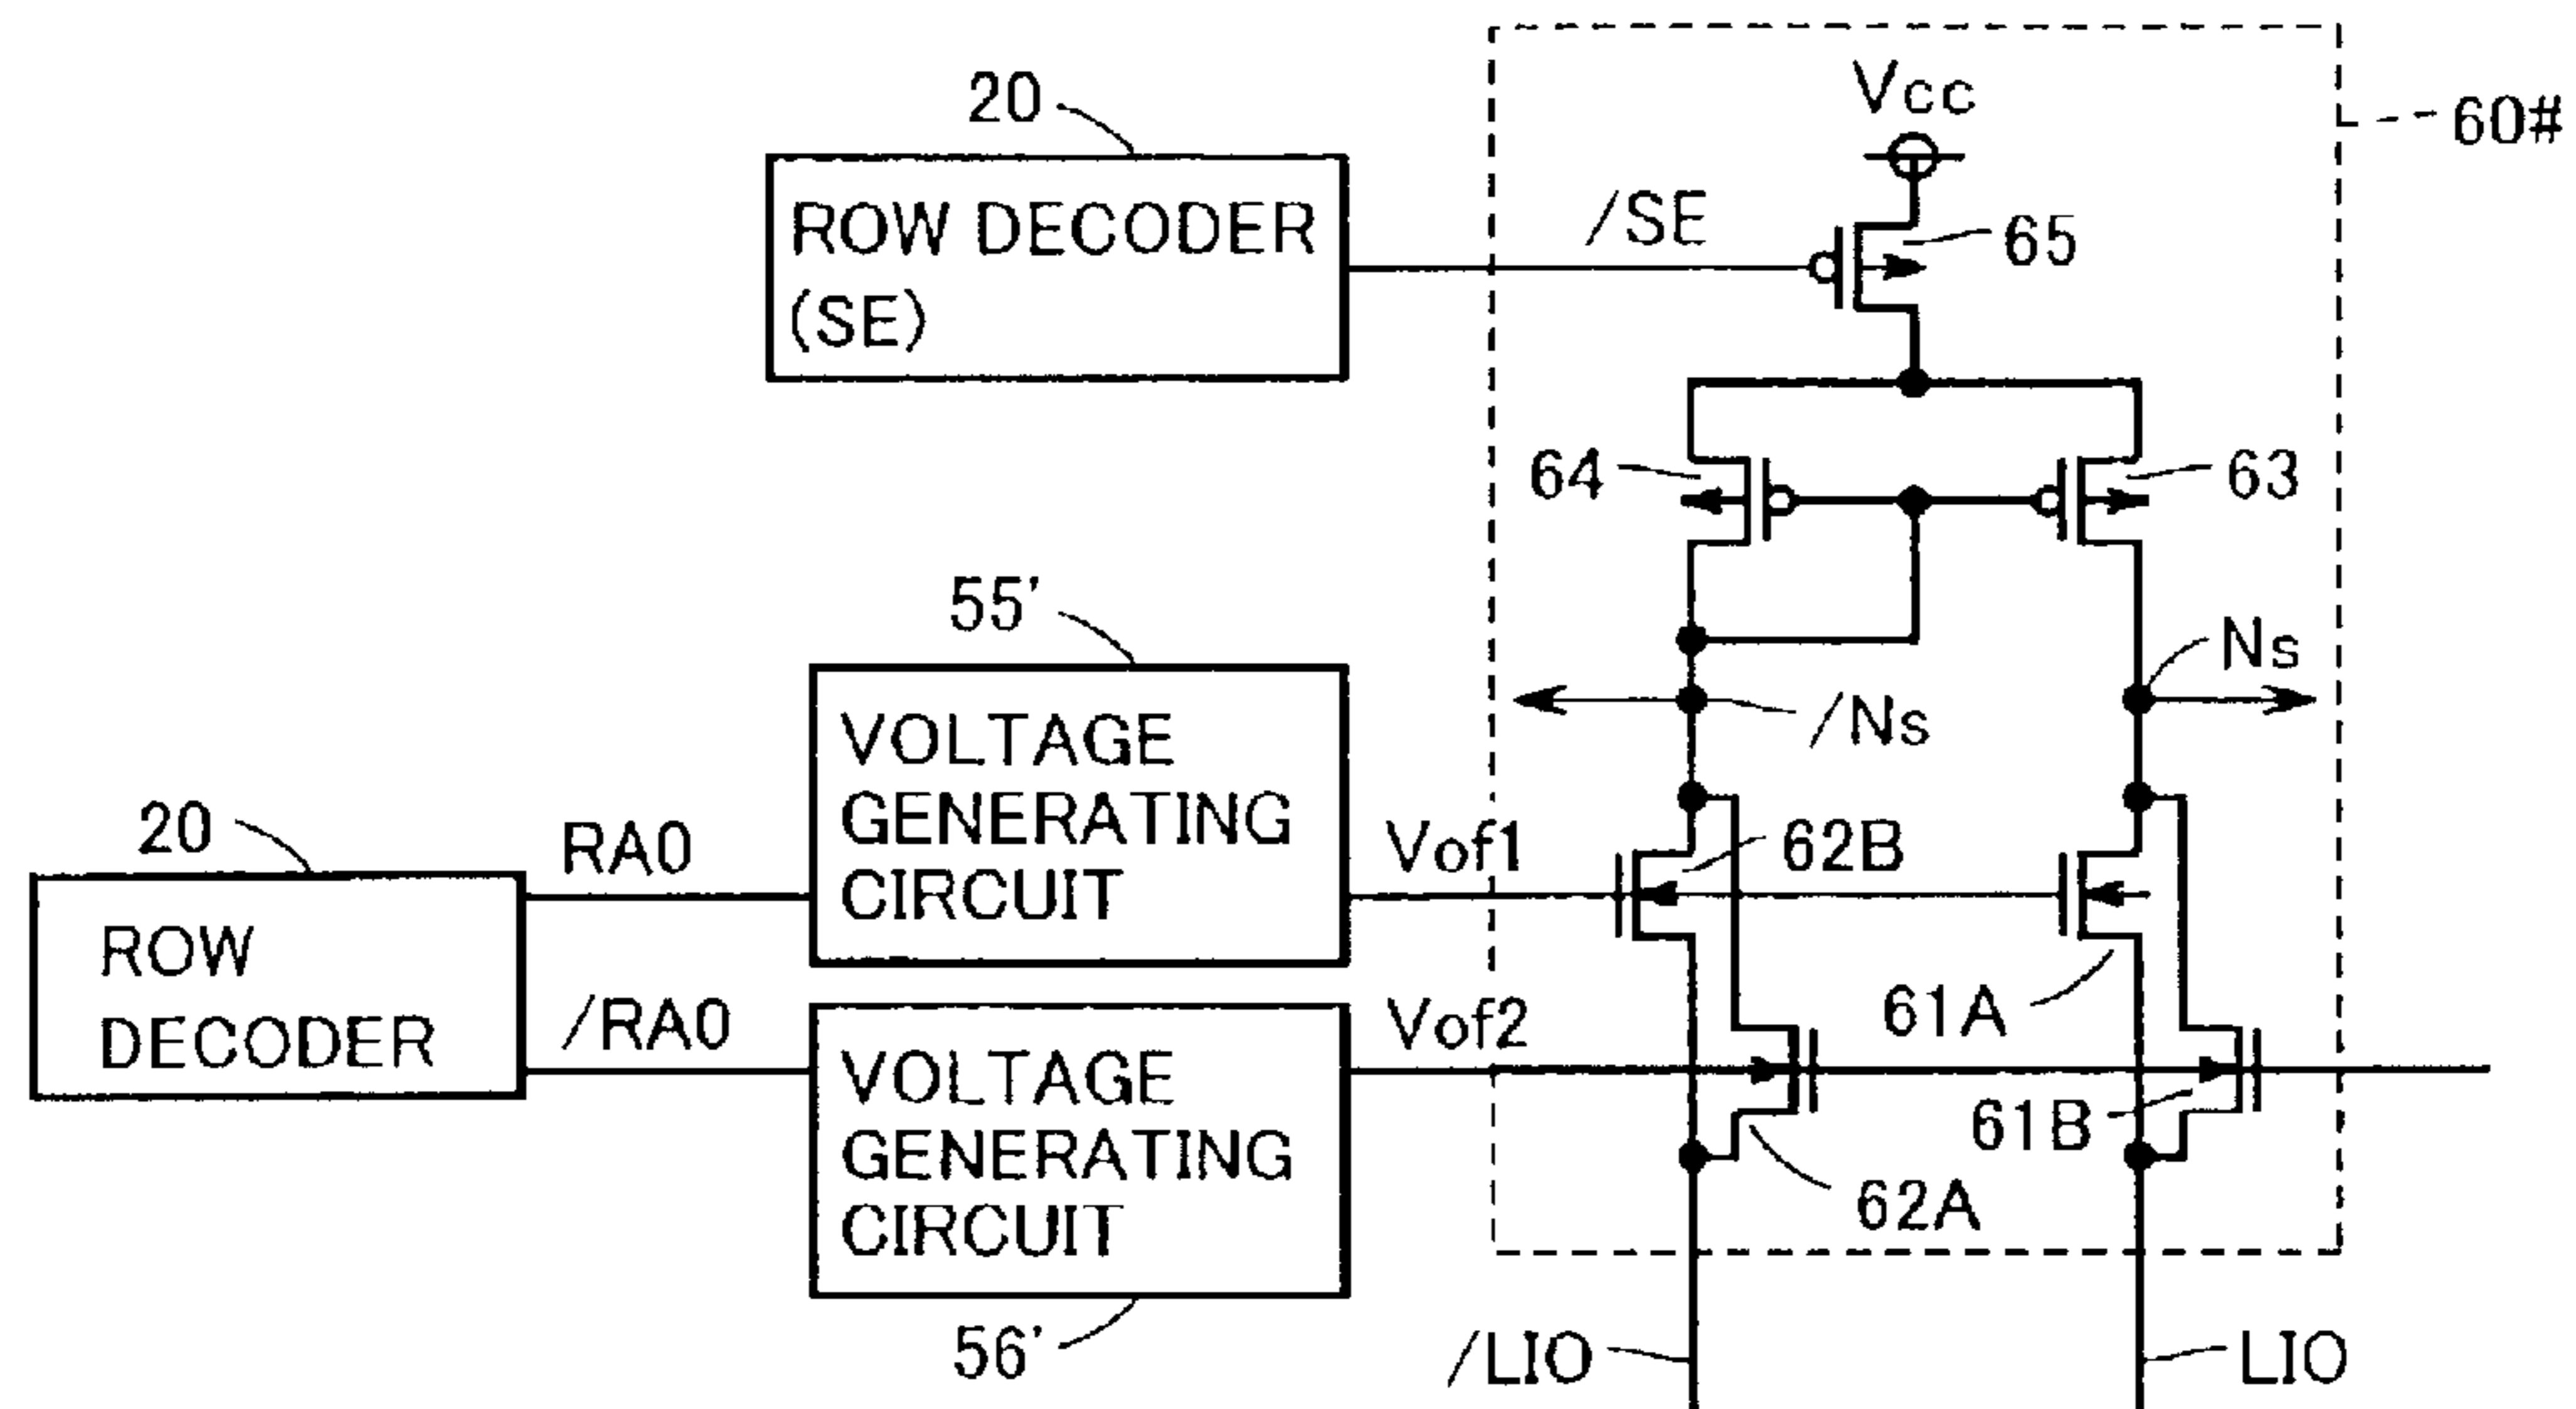 20
Vcc
60#
ROW DECODER
(SE)
/SE
65
64
63
55'
Ns
/Ns
VOLTAGE
GENERATING
CIRCUIT
20
RA0
Vof1
62B
ROW
DECODER
/RA0
Vof2
61A
VOLTAGE
GENERATING
CIRCUIT
61B
62A
56'
/LIO
LIO